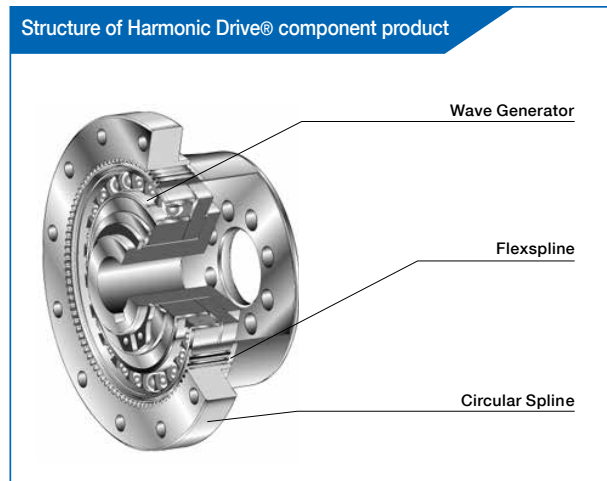 Structure of Harmonic Drive® component product
Wave Generator
Flexspline
Circular Spline